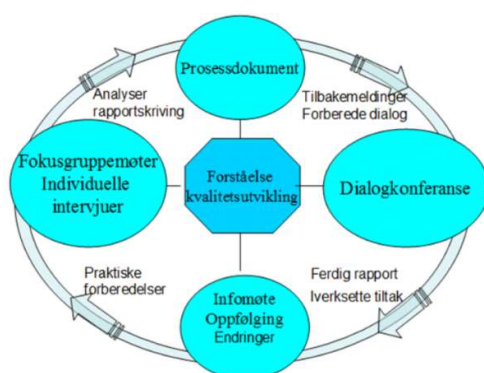 Prosessdokument
Analyser
rapportskriving
Tilbakemeldinger
Forberede dialog
Fokusgruppemøter
Individuelle
intervjuer
Forståelse
kvalitetsutvikling
Dialogkonferanse
Praktiske
forberedelser
Ferdig rapport
Iverksette tiltak
Infomøte
Oppfølging
Endringer